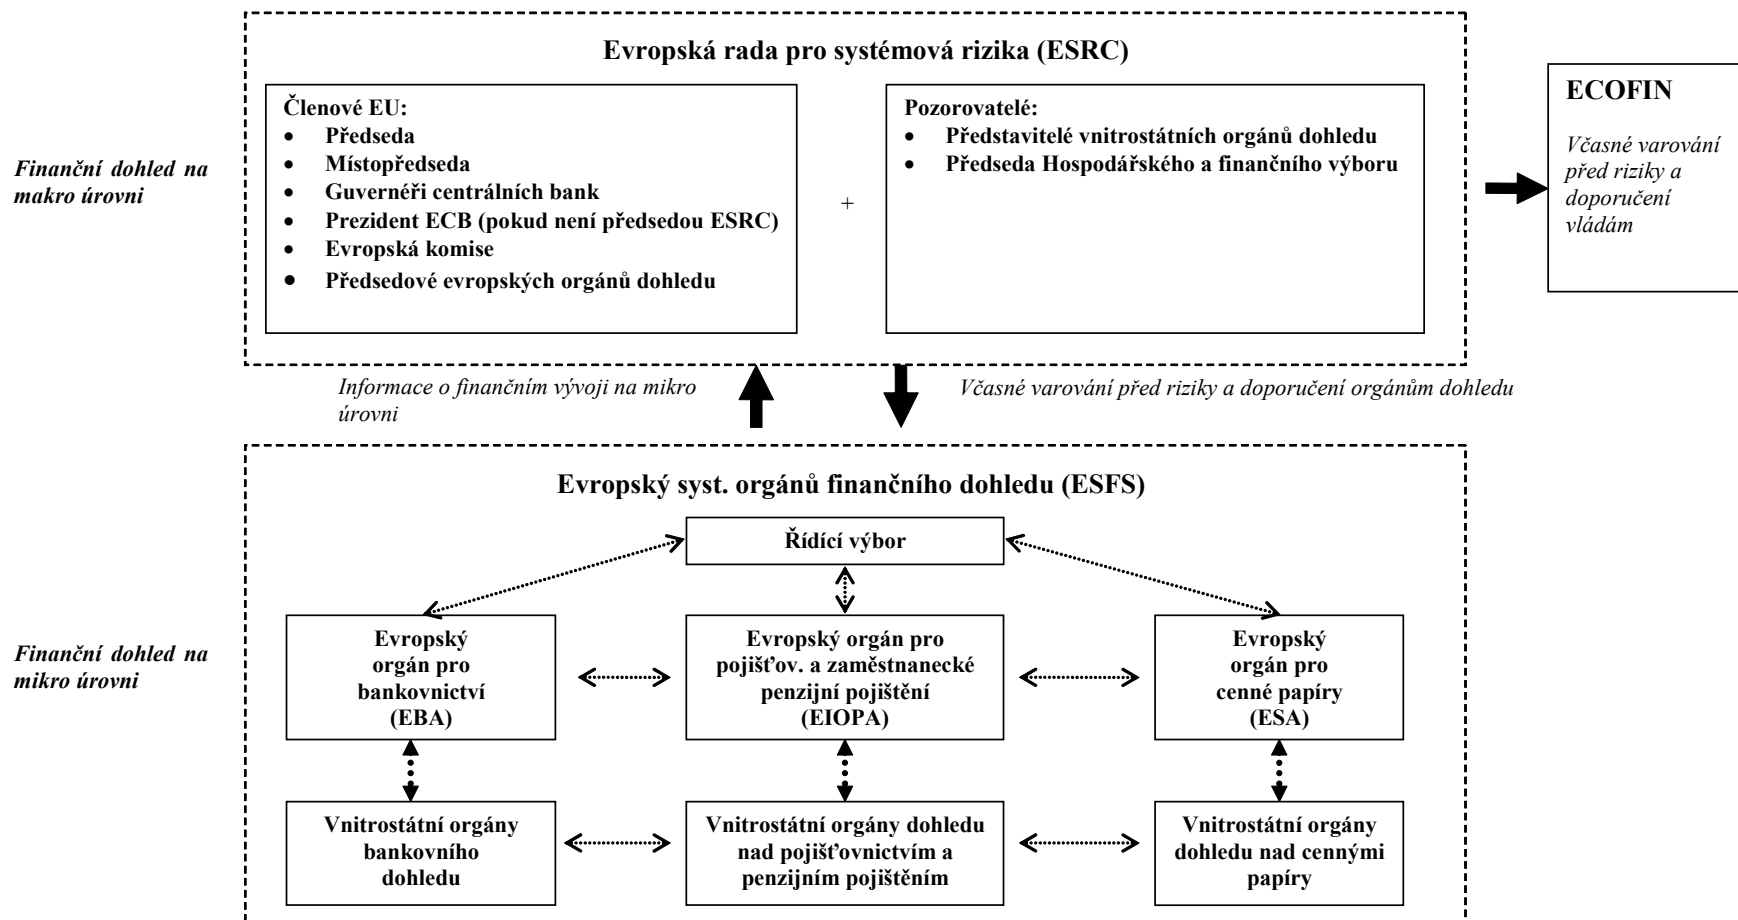 Evropská rada pro systémová rizika (ESRC)
Finanční dohled na
makro úrovni
Členové EU:
• Předseda
• Místopředseda
• Guvernéři centrálních bank
• Prezident ECB (pokud není předsedou ESRC)
• Evropská komise
• Předsedové evropských orgánů dohledu
+
Pozorovatelé:
• Představitelé vnitrostátních orgánů dohledu
• Předseda Hospodářského a finančního výboru
ECOFIN
Včasné varování
před riziky a
doporučení
vládám
Informace o finančním vývoji na mikro
úrovni
Včasné varování před riziky a doporučení orgánům dohledu
Evropský syst. orgánů finančního dohledu (ESFS)
Řídící výbor
Finanční dohled na
mikro úrovni
Evropský
orgán pro
bankovnictví
(EBA)
Evropský orgán pro
pojišťov. a zaměstnanecké
penzijní pojištění
(EIOPA)
Evropský
orgán pro
cenné papíry
(ESA)
Vnitrostátní orgány
bankovního
dohledu
Vnitrostátní orgány dohledu
nad pojišťovnictvím a
penzijním pojištěním
Vnitrostátní orgány
dohledu nad cennými
papíry